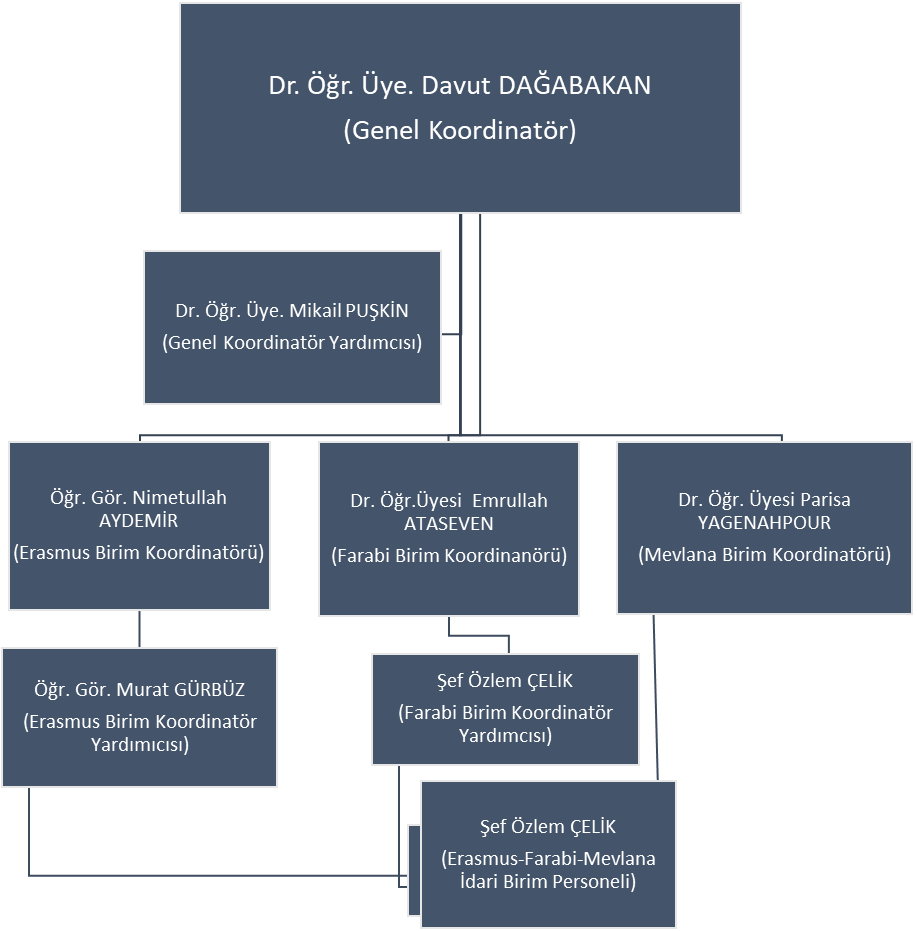 Dr. Öğr. Üye. Davut DAĞABAKAN
(Genel Koordinatör)
Dr. Öğr. Üye. Mikail PUŞKİN
(Genel Koordinatör Yardımcısı)
Öğr. Gör. Nimetullah
AYDEMİR
(Erasmus Birim Koordinatörü)
Dr. Öğr.Üyesi Emrullah
ATASEVEN
(Farabi Birim Koordinanörü)
Dr. Öğr. Üyesi Parisa
YAGENAHPOUR
(Mevlana Birim Koordinatörü)
Öğr. Gör. Murat GÜRBÜZ
(Erasmus Birim Koordinatör
Yardımıcısı)
Şef Özlem ÇELİK
(Farabi Birim Koordinatör
Yardımcısı)
Şef Özlem ÇELİK
(Erasmus-Farabi-Mevlana
İdari Birim Personeli)